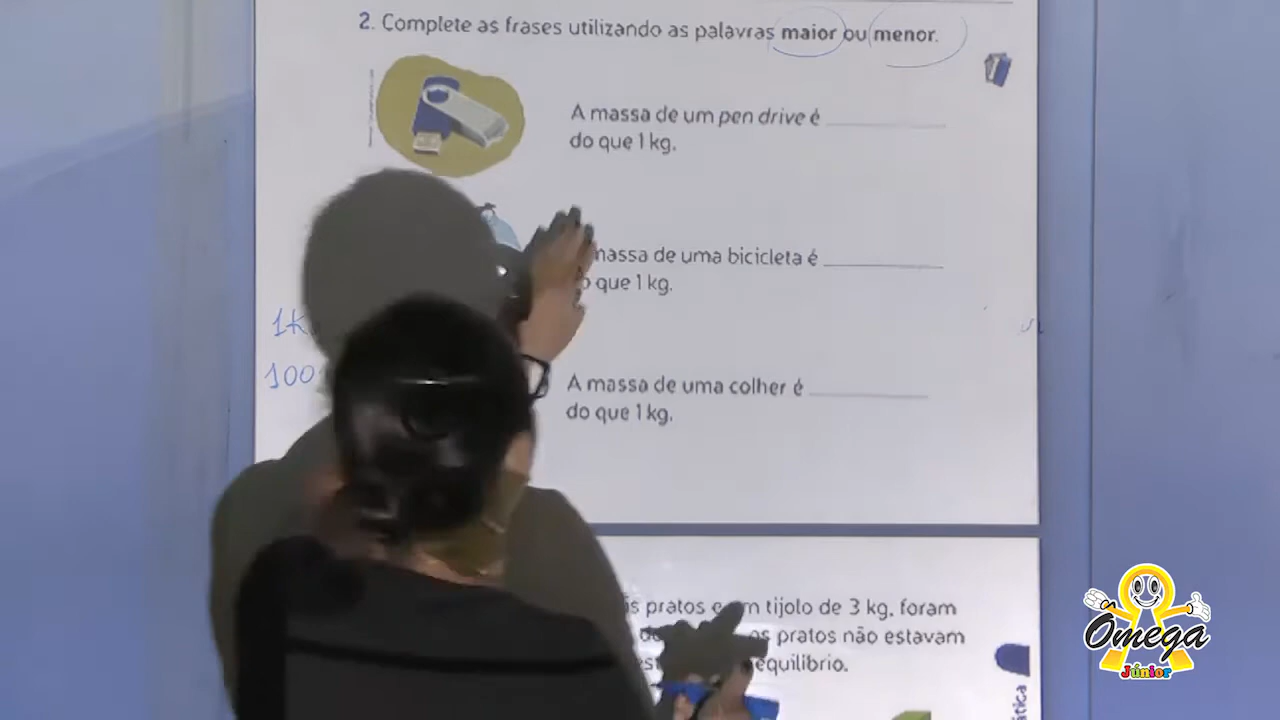 2. Complete as frases utilizando as palavras maior ou menor.
A massa de um pen drive é
do que 1 kg.
massa de uma bicicleta é
que 1 kg.
1K
100
A massa de uma colher é
do que 1 kg.
pratos e um tijolo de 3 kg, foram
pratos não estavam
equilíbrio.
Ômega
Júnior